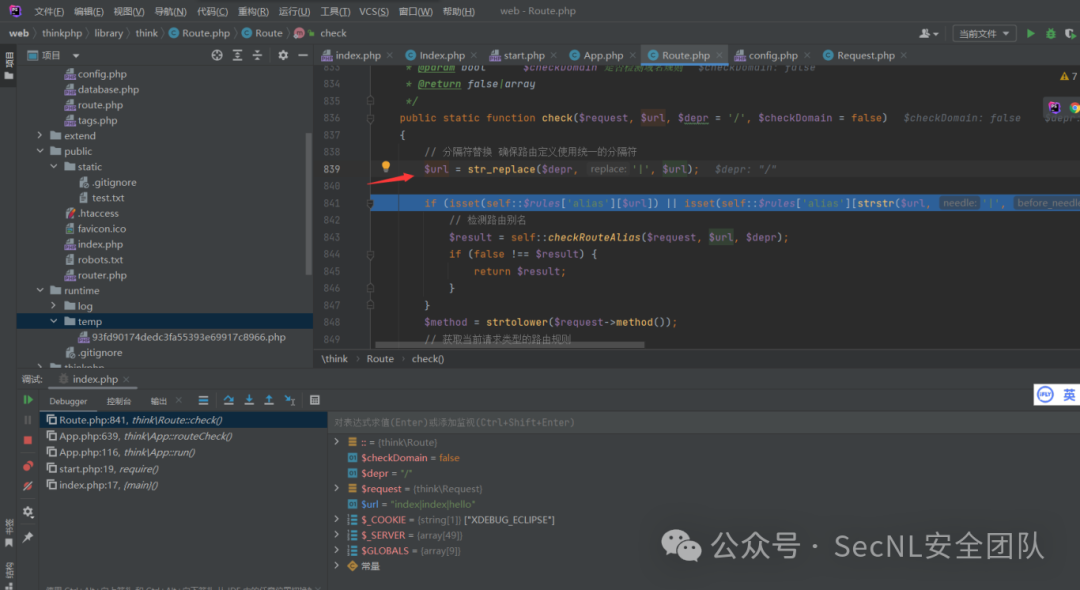 文件(F) 编辑(E) 视图(V) 导航(N) 代码(C) 重构(R) 运行(U) 工具(T) VCS(S) 窗口(W) 帮助(H) web - Route.php
web thinkphp library think Route.php Route check 当前文件
项目
index.php Index.php start.php App.php Route.php config.php Request.php
config.php
database.php
route.php
tags.php
extend
public
static
.gitignore
test.txt
.htaccess
favicon.ico
index.php
robots.txt
router.php
runtime
log
temp
93fd90174dedc3fa55393e69917c8966.php
.gitignore
thinkphp
833 * @param bool $checkDomain 是否检测域名规则 $checkDomain: false
834 * @return false|array
835 */
836 public static function check($request, $url, $depr = '/', $checkDomain = false) $checkDomain: false $depr:
837 {
838 // 分隔符替换 确保路由定义使用统一的分隔符
839 $url = str_replace($depr, replace: '|', $url); $depr: "/"
840
841 if (isset(self::$rules['alias'][$url]) || isset(self::$rules['alias'][strstr($url, needle: '|', before_needle
842 // 检测路由别名
843 $result = self::checkRouteAlias($request, $url, $depr);
844 if (false !== $result) {
845 return $result;
846 }
847 }
848 $method = strtolower($request->method());
849 // 获取当前请求类型的路由规则
7
\think Route check()
调试: index.php
Debugger 控制台 输出
Route.php:841, think\Route::check()
App.php:639, think\App::routeCheck()
App.php:116, think\App::run()
start.php:19, require()
index.php:17, {main}()
对表达式求值(Enter)或添加监视(Ctrl+Shift+Enter)
:: = {think\Route}
$checkDomain = false
$depr = "/"
$request = {think\Request}
$url = "index|index|hello"
$_COOKIE = {string[1]} ["XDEBUG_ECLIPSE"]
$_SERVER = {array[49]}
$GLOBALS = {array[9]}
常量
书签
结构
iFLY 英
公众号 · SecNL安全团队